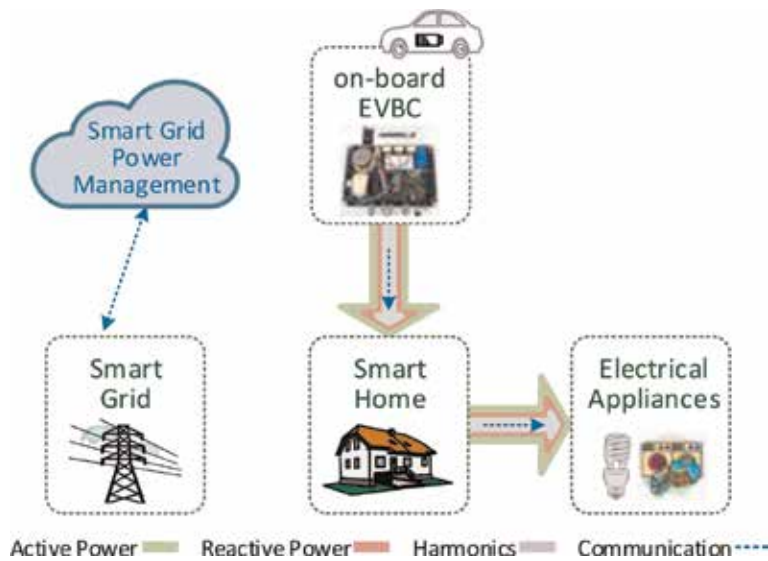 on-board
EVBC
Smart Grid
Power
Management
Smart
Grid
Smart
Home
Electrical
Appliances
Active Power
Reactive Power
Harmonics
Communication